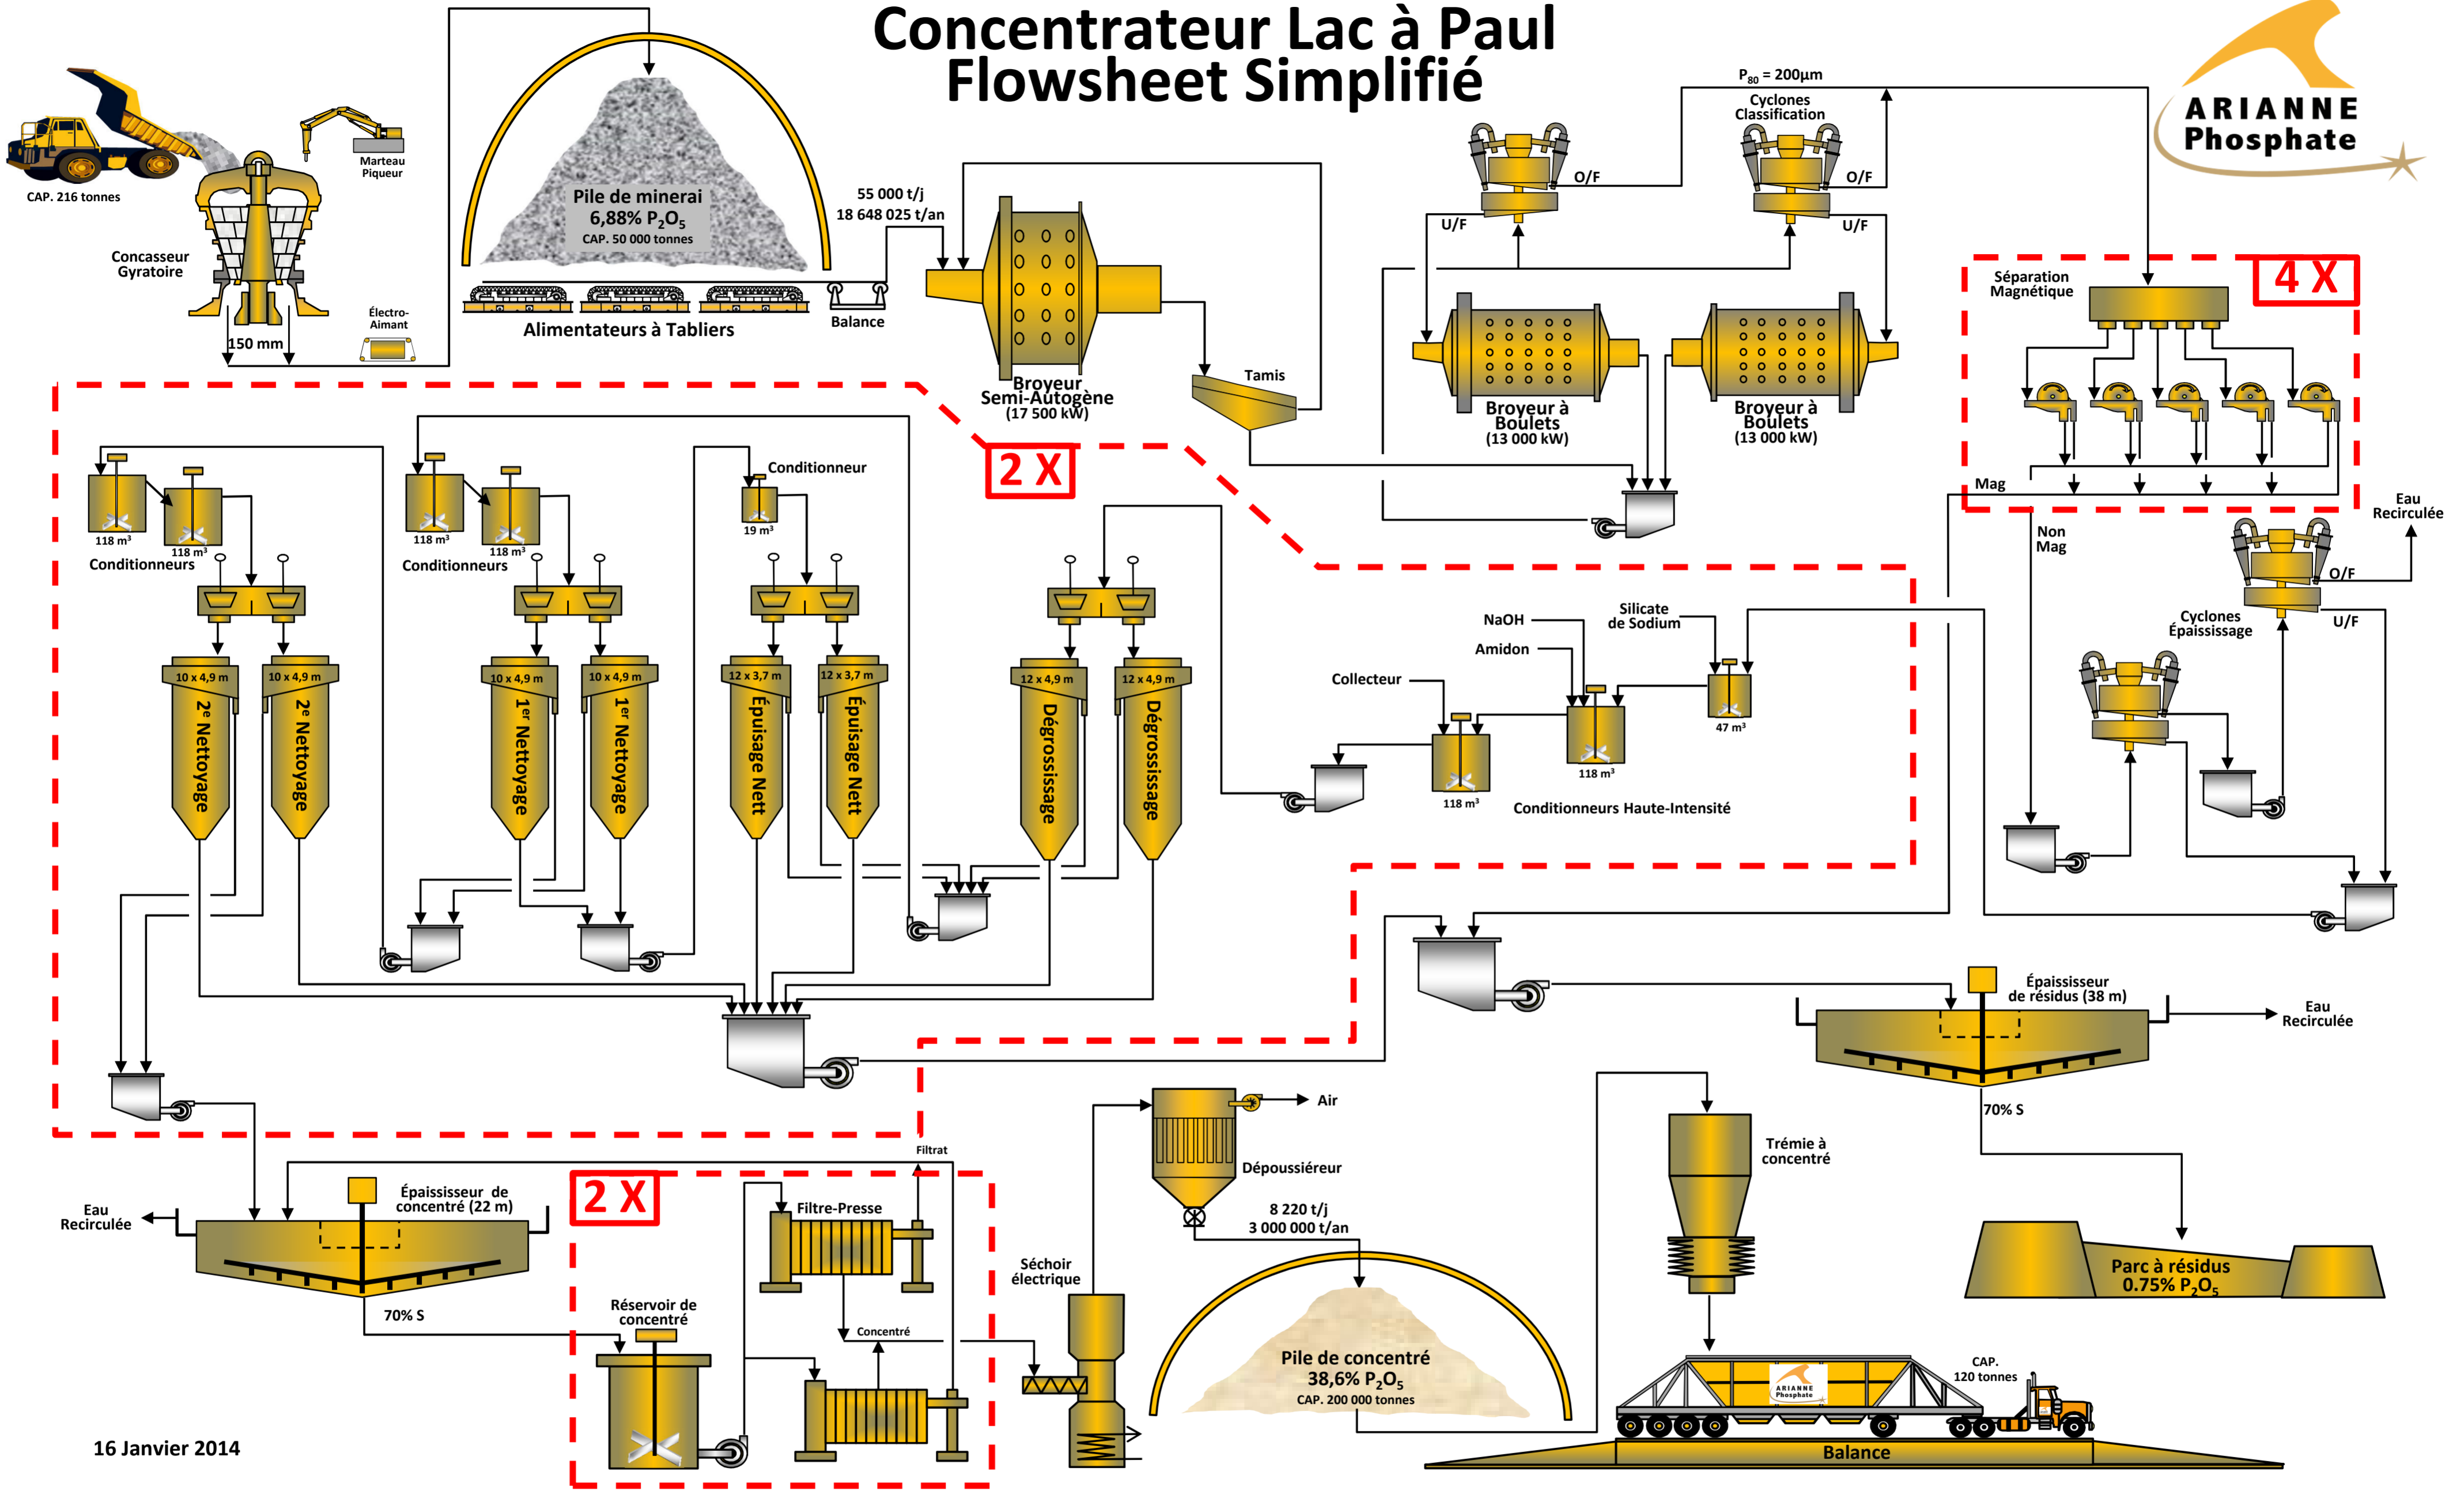 Concentrateur Lac à Paul
Flowsheet Simplifié
ARIANNE
Phosphate
CAP. 216 tonnes
Marteau
Piqueur
Concasseur
Gyratoire
150 mm
Électro-
Aimant
Pile de minerai
6,88% P₂O₅
CAP. 50 000 tonnes
Alimentateurs à Tabliers
55 000 t/j
18 648 025 t/an
Balance
Broyeur
Semi-Autogène
(17 500 kW)
Tamis
P₈₀ = 200µm
Cyclones
Classification
O/F
U/F
O/F
U/F
Broyeur à
Boulets
(13 000 kW)
Broyeur à
Boulets
(13 000 kW)
Séparation
Magnétique
4 X
Mag
Non
Mag
Eau
Recirculée
O/F
U/F
Cyclones
Épaississage
2 X
118 m³
118 m³
Conditionneurs
118 m³
118 m³
Conditionneurs
Conditionneur
19 m³
10 x 4,9 m
2e Nettoyage
10 x 4,9 m
2e Nettoyage
10 x 4,9 m
1er Nettoyage
10 x 4,9 m
1er Nettoyage
12 x 3,7 m
Épuisage Nett
12 x 3,7 m
Épuisage Nett
12 x 4,9 m
Dégrossissage
12 x 4,9 m
Dégrossissage
Collecteur
NaOH
Amidon
Silicate
de Sodium
118 m³
118 m³
47 m³
Conditionneurs Haute-Intensité
Épaississeur
de résidus (38 m)
Eau
Recirculée
70% S
Parc à résidus
0.75% P₂O₅
Eau
Recirculée
Épaississeur de
concentré (22 m)
70% S
2 X
Filtrat
Filtre-Presse
Réservoir de
concentré
Concentré
Séchoir
électrique
Air
Dépoussiéreur
8 220 t/j
3 000 000 t/an
Pile de concentré
38,6% P₂O₅
CAP. 200 000 tonnes
Trémie à
concentré
ARIANNE
Phosphate
CAP.
120 tonnes
Balance
16 Janvier 2014